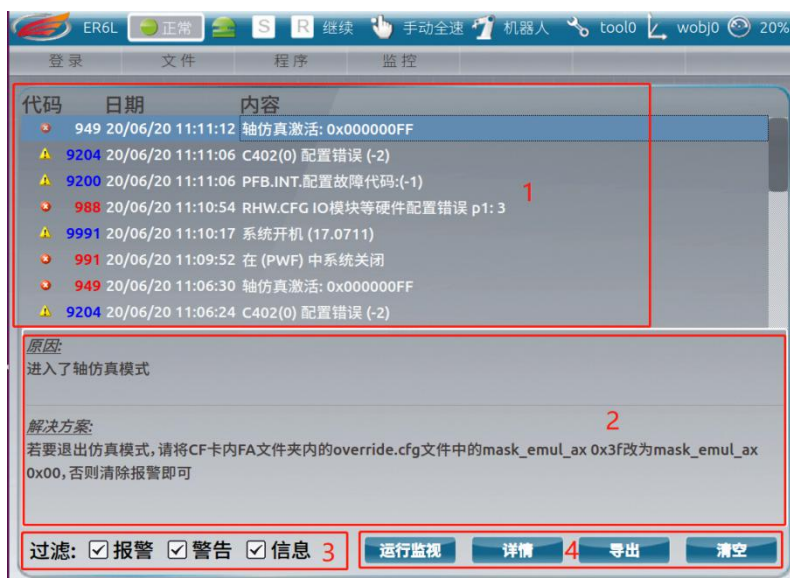 ER6L 正常 S R 继续 手动全速 机器人 tool0 wobj0 20%
登录 文件 程序 监控
代码 日期 内容
949 20/06/20 11:11:12 轴仿真激活: 0x000000FF
9204 20/06/20 11:11:06 C402(0) 配置错误 (-2)
9200 20/06/20 11:11:06 PFB.INT.配置故障代码:(-1)
1
988 20/06/20 11:10:54 RHW.CFG IO模块等硬件配置错误 p1: 3
9991 20/06/20 11:10:17 系统开机 (17.0711)
991 20/06/20 11:09:52 在 (PWF) 中系统关闭
949 20/06/20 11:06:30 轴仿真激活: 0x000000FF
9204 20/06/20 11:06:24 C402(0) 配置错误 (-2)
原因:
进入了轴仿真模式
解决方案:
2
若要退出仿真模式,请将CF卡内FA文件夹内的override.cfg文件中的mask_emul_ax 0x3f改为mask_emul_ax
0x00,否则清除报警即可
过滤: 报警 警告 信息 3 运行监视 详情 4 导出 清空